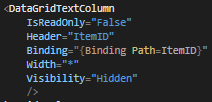 <DataGridTextColumn
IsReadOnly="False"
Header="ItemID"
Binding="{Binding Path=ItemID}"
Width="*"
Visibility="Hidden"
/>